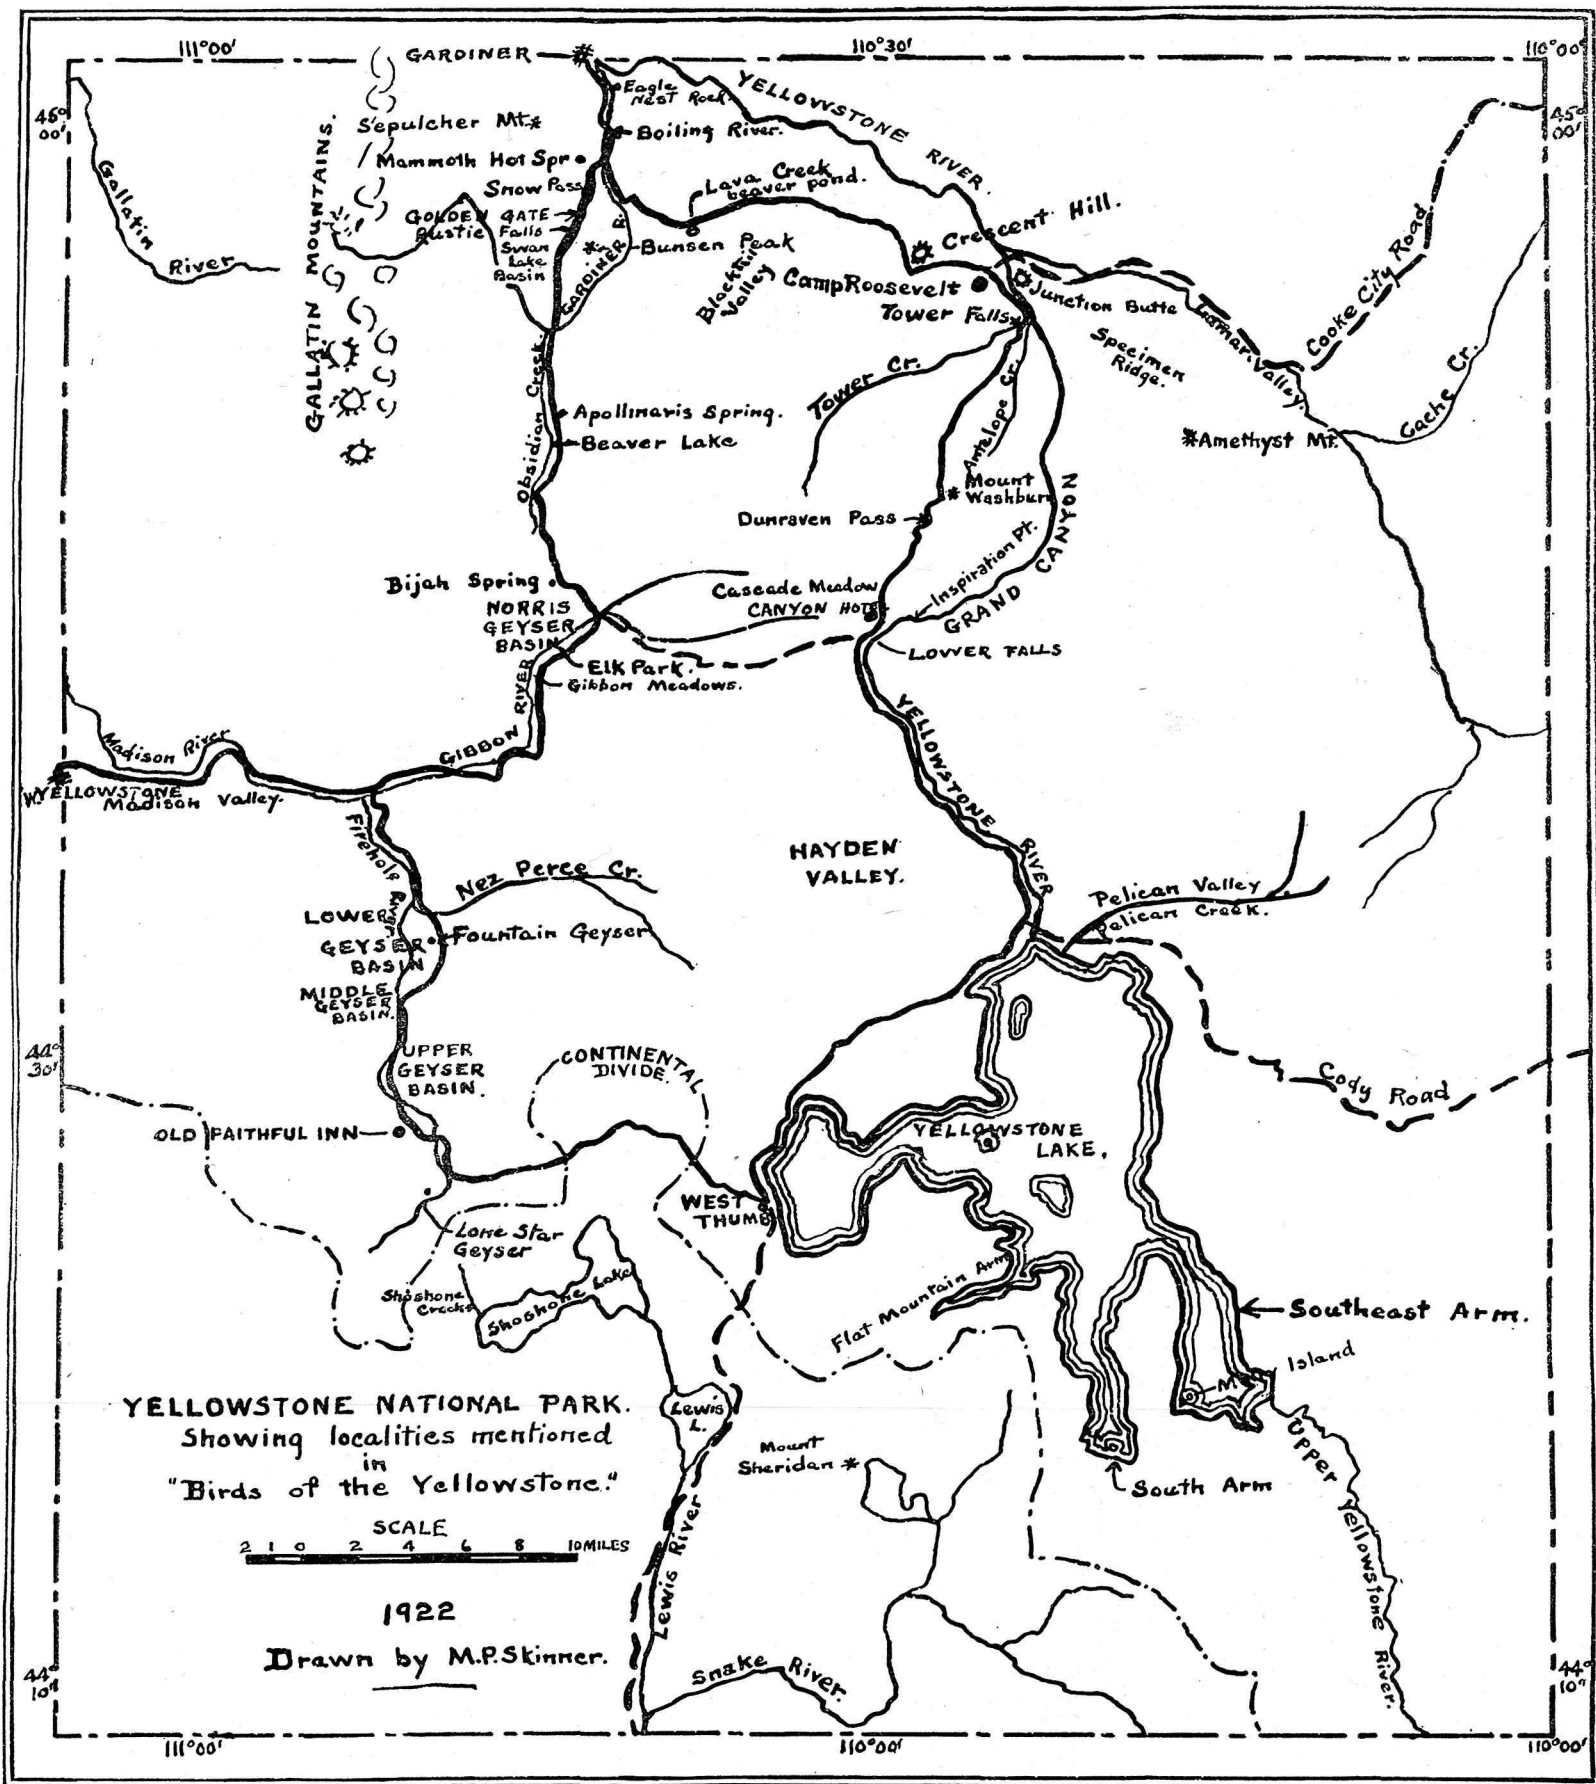 111°00'
110°30'
110°00'
GARDINER
45°
00'
45°
00'
Eagle
Nest Rock.
YELLOWSTONE RIVER.
Sepulcher Mt.
Boiling River.
Mammoth Hot Spr
Snow Pass
Lava Creek
beaver pond.
Gallatin River
GALLATIN MOUNTAINS.
GOLDEN GATE
Rustic Falls
Swan
Lake
Basin
GARDINER R.
Bunsen Peak
Blacktail
Valley
Crescent Hill.
Camp Roosevelt
Junction Butte
Tower Falls
Lamar Valley.
Cooke City Road
Specimen
Ridge.
Cache Cr.
Tower Cr.
Antelope Cr.
Obsidian Creek.
Apollinaris Spring.
Beaver Lake
Amethyst Mt.
Mount
Washburn
Dunraven Pass
GRAND CANYON
Inspiration Pt.
Bijah Spring
NORRIS
GEYSER
BASIN
Cascade Meadow
CANYON HOTEL
LOWER FALLS
Elk Park.
Gibbon Meadows.
GIBBON RIVER
Madison River
W. YELLOWSTONE
Madison Valley.
YELLOWSTONE RIVER
Firehole River
HAYDEN
VALLEY.
Nez Perce Cr.
LOWER
GEYSER
BASIN
Fountain Geyser
Pelican Valley
Pelican Creek.
MIDDLE
GEYSER
BASIN.
44°
30'
UPPER
GEYSER
BASIN.
CONTINENTAL
DIVIDE.
Cody Road
OLD FAITHFUL INN
YELLOWSTONE
LAKE.
WEST
THUMB
Lone Star
Geyser
Shoshone
Creek
Shoshone Lake
Flat Mountain Arm
Southeast Arm.
Island
Lewis
L.
YELLOWSTONE NATIONAL PARK.
Showing localities mentioned
in
"Birds of the Yellowstone."
Mount
Sheridan
South Arm
Upper Yellowstone River.
SCALE
2 1 0 2 4 6 8 10 MILES
Lewis River
1922
Drawn by M.P. Skinner.
Snake River.
44°
10'
44°
10'
111°00'
110°00'
110°00'